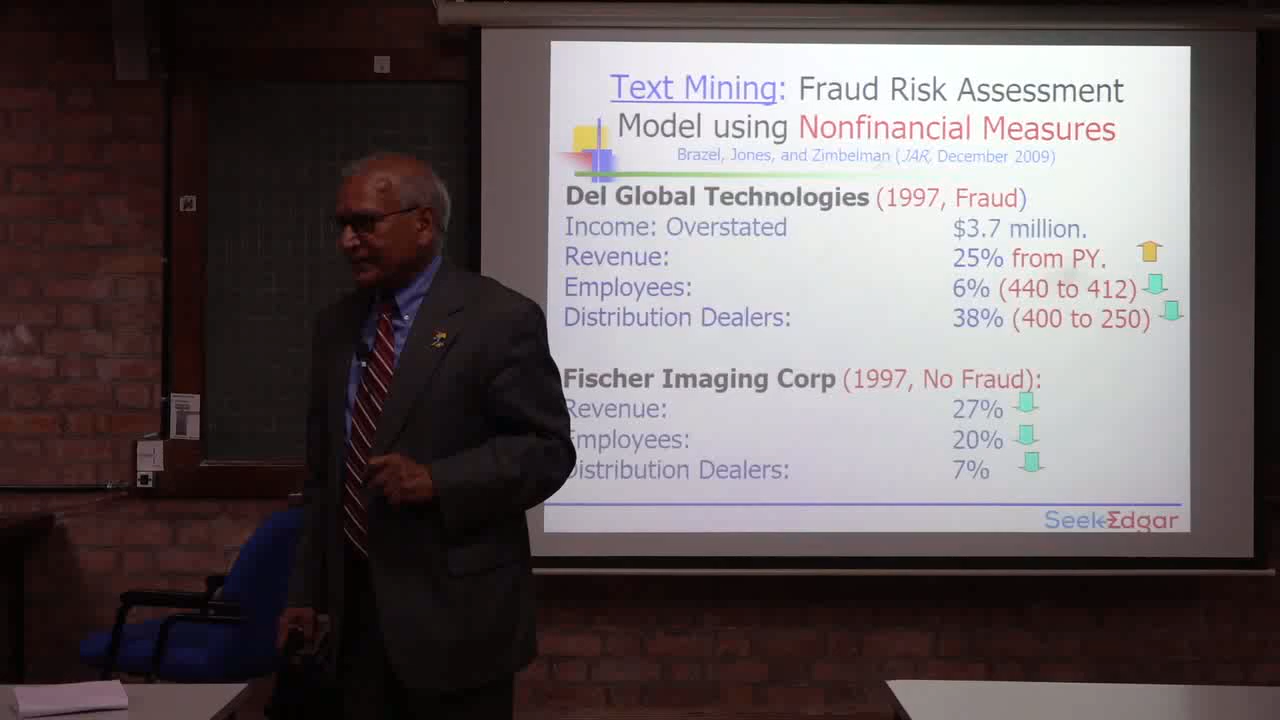 Text Mining: Fraud Risk Assessment
Model using Nonfinancial Measures
Brazel, Jones, and Zimbelman (JAR, December 2009)
Del Global Technologies (1997, Fraud)
Income: Overstated $3.7 million.
Revenue: 25% from PY.
Employees: 6% (440 to 412)
Distribution Dealers: 38% (400 to 250)
Fischer Imaging Corp (1997, No Fraud):
Revenue: 27%
Employees: 20%
Distribution Dealers: 7%
SeekEdgar